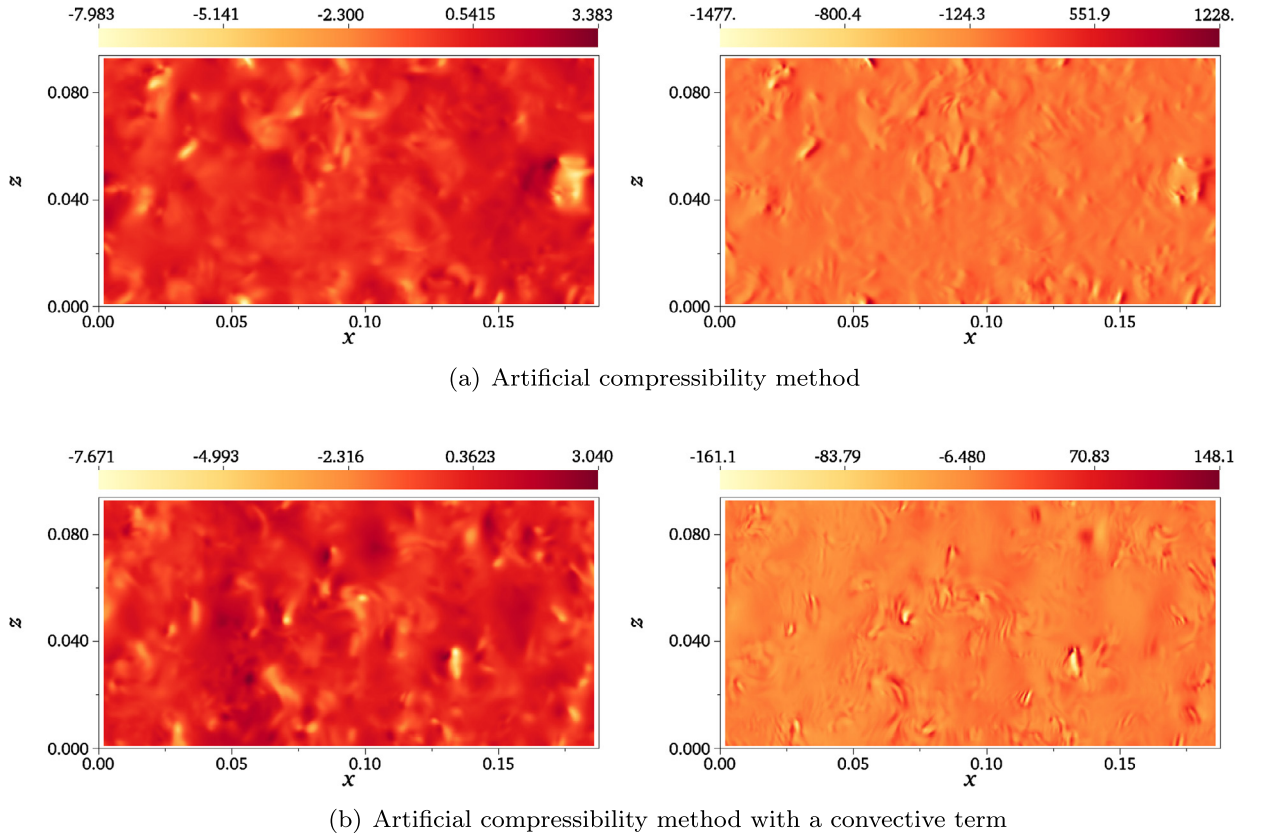 -7.983 -5.141 -2.300 0.5415 3.383
-1477. -800.4 -124.3 551.9 1228.
0.080
0.040
0.000
z
0.00 0.05 0.10 0.15
x
0.080
0.040
0.000
z
0.00 0.05 0.10 0.15
x
(a) Artificial compressibility method
-7.671 -4.993 -2.316 0.3623 3.040
-161.1 -83.79 -6.480 70.83 148.1
0.080
0.040
0.000
z
0.00 0.05 0.10 0.15
x
0.080
0.040
0.000
z
0.00 0.05 0.10 0.15
x
(b) Artificial compressibility method with a convective term